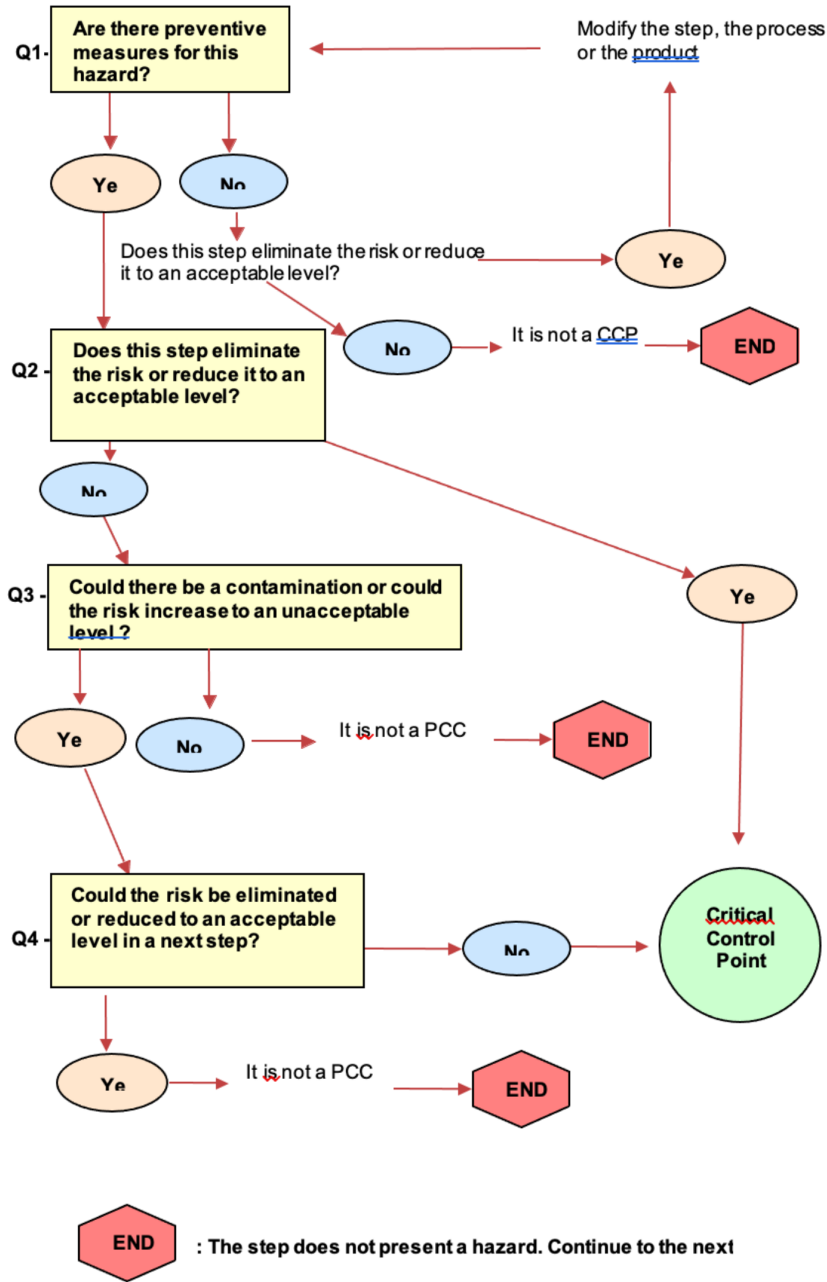 Are there preventive
measures for this
hazard?
Q1-
Modify the step, the process
or the product
Ye
No
Does this step eliminate the risk or reduce
it to an acceptable level?
Ye
No
It is not a CCP
END
Q2 -
Does this step eliminate
the risk or reduce it to an
acceptable level?
No
Ye
Q3 -
Could there be a contamination or could
the risk increase to an unacceptable
level ?
Ye
No
It is not a PCC
END
Q4 -
Could the risk be eliminated
or reduced to an acceptable
level in a next step?
No
Critical
Control
Point
Ye
It is not a PCC
END
END
: The step does not present a hazard. Continue to the next